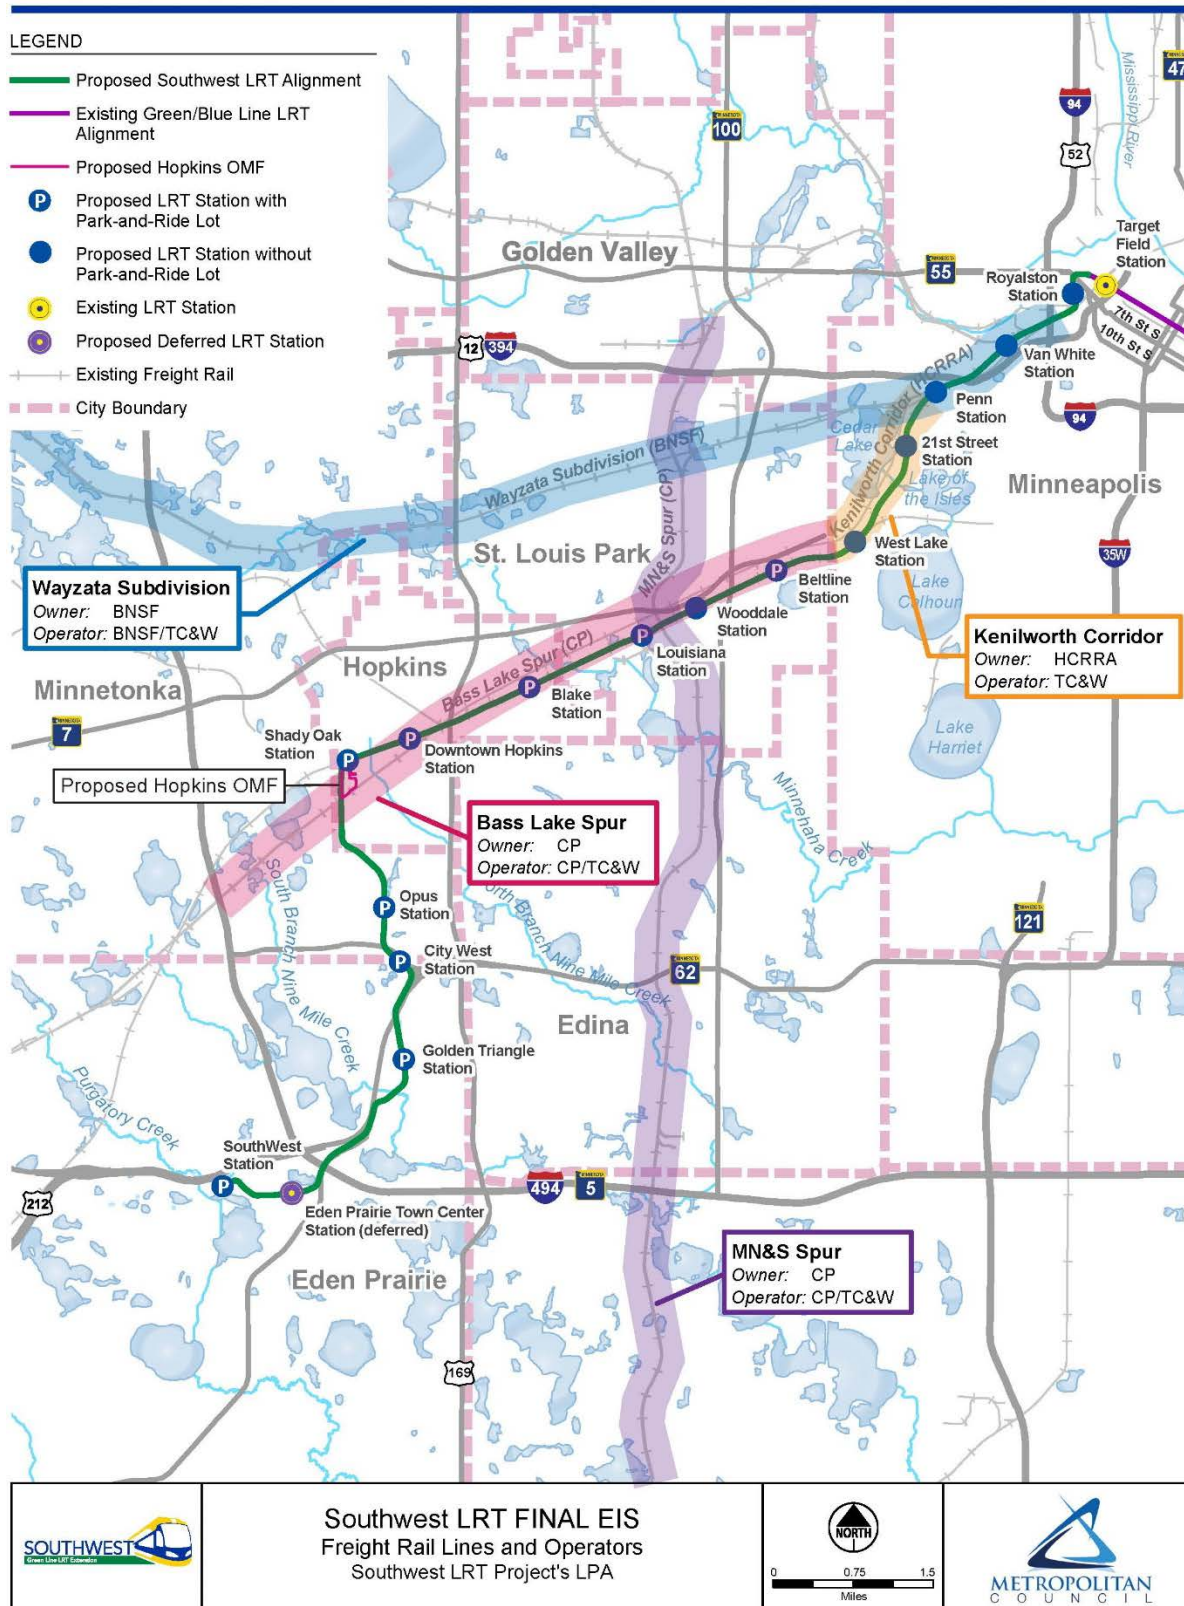 LEGEND
Proposed Southwest LRT Alignment
Existing Green/Blue Line LRT
Alignment
Proposed Hopkins OMF
P
Proposed LRT Station with
Park-and-Ride Lot
Proposed LRT Station without
Park-and-Ride Lot
Existing LRT Station
Proposed Deferred LRT Station
Existing Freight Rail
City Boundary
47
94
Mississippi River
100
52
Target
Field
Station
Golden Valley
55
Royalston
Station
7th St S
10th St S
12
394
Van White
Station
Kenilworth Corridor (HCRRA)
Penn
Station
94
Cedar
Lake
21st Street
Station
Wayzata Subdivision (BNSF)
MN&S Spur (CP)
Lake of
the Isles
Minneapolis
St. Louis Park
West Lake
Station
35W
P
Beltline
Station
Lake
Calhoun
Wayzata Subdivision
Owner: BNSF
Operator: BNSF/TC&W
Wooddale
Station
Kenilworth Corridor
Owner: HCRRA
Operator: TC&W
P
Louisiana
Station
Hopkins
Bass Lake Spur (CP)
Minnetonka
P
Blake
Station
7
Lake
Harriet
Shady Oak
Station
P
P
Downtown Hopkins
Station
Proposed Hopkins OMF
Minnehaha
Creek
Bass Lake Spur
Owner: CP
Operator: CP/TC&W
South Branch Nine Mile Creek
orth Branch Nine Mile Creek
P
Opus
Station
121
P
City West
Station
62
Edina
P
Golden Triangle
Station
Purgatory Creek
SouthWest
Station
P
494
5
212
Eden Prairie Town Center
Station (deferred)
MN&S Spur
Owner: CP
Operator: CP/TC&W
Eden Prairie
169
SOUTHWEST
Green Line LRT Extension
Southwest LRT FINAL EIS
Freight Rail Lines and Operators
Southwest LRT Project's LPA
NORTH
0 0.75 1.5
Miles
METROPOLITAN
COUNCIL